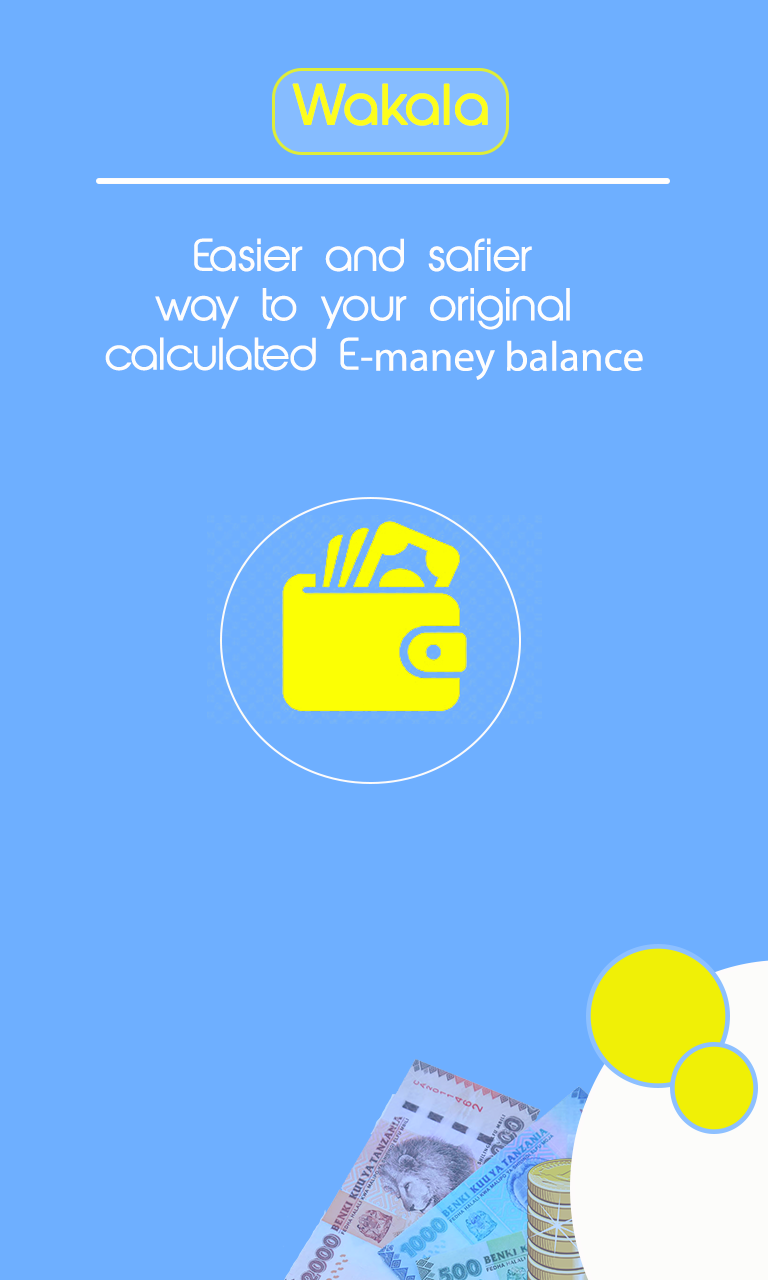 Wakala
Easier and safier
way to your original
calculated E-maney balance
BENKI KUU YA TANZANIA
2000
BENKI KUU YA TANZANIA
1000
BENKI K
500